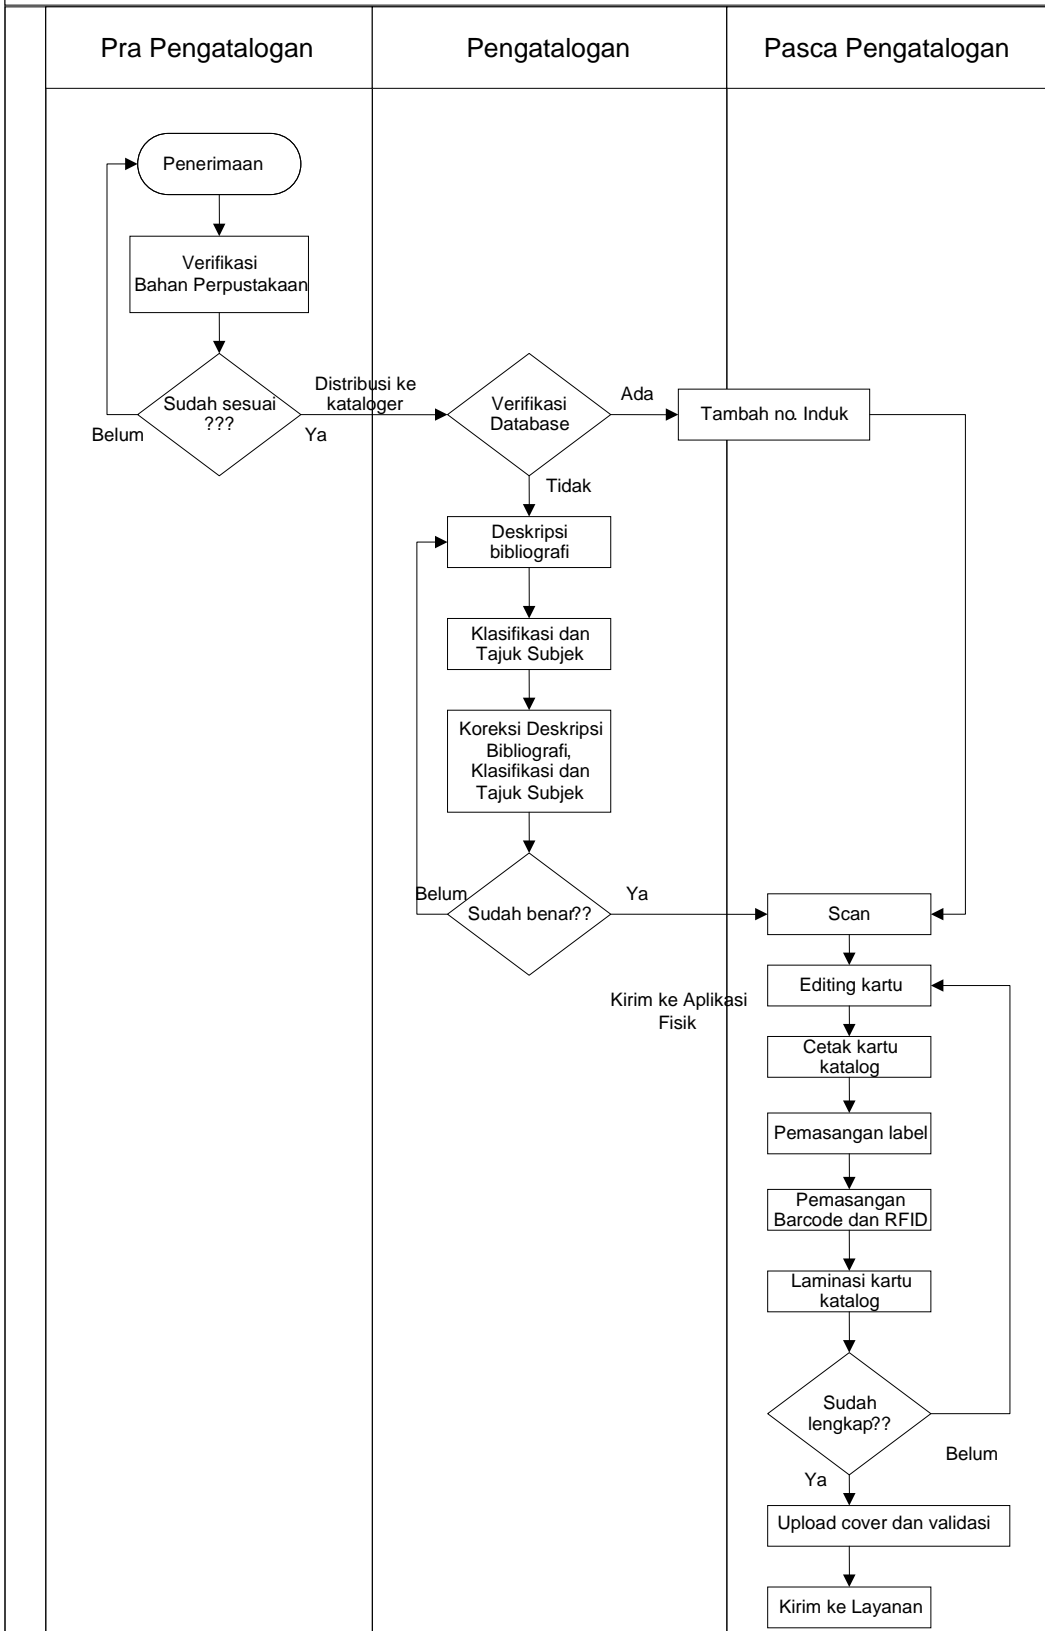 Pra Pengatalogan
Pengatalogan
Pasca Pengatalogan
Penerimaan
Verifikasi
Bahan Perpustakaan
Sudah sesuai
???
Belum
Ya
Distribusi ke
kataloger
Verifikasi
Database
Ada
Tambah no. Induk
Tidak
Deskripsi
bibliografi
Klasifikasi dan
Tajuk Subjek
Koreksi Deskripsi
Bibliografi,
Klasifikasi dan
Tajuk Subjek
Belum
Sudah benar??
Ya
Scan
Kirim ke Aplikasi
Fisik
Editing kartu
Cetak kartu
katalog
Pemasangan label
Pemasangan
Barcode dan RFID
Laminasi kartu
katalog
Sudah
lengkap??
Belum
Ya
Upload cover dan validasi
Kirim ke Layanan